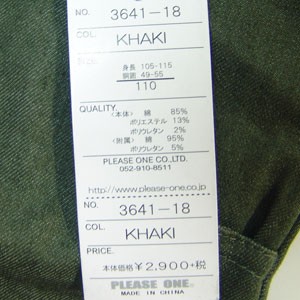 NO. 3641-18
COL.
KHAKI
SIZE.
身長 105-115
胴囲 49-55
110
QUALITY.
<本体> 綿 85%
ポリエステル 13%
ポリウレタン 2%
<附属> 綿 95%
ポリウレタン 5%
PLEASE ONE CO.,LTD.
052-910-8511
http://www.please-one.co.jp
NO.
3641-18
COL.
KHAKI
PRICE.
本体価格 ¥2,900+税
PLEASE ONE.
MADE IN CHINA